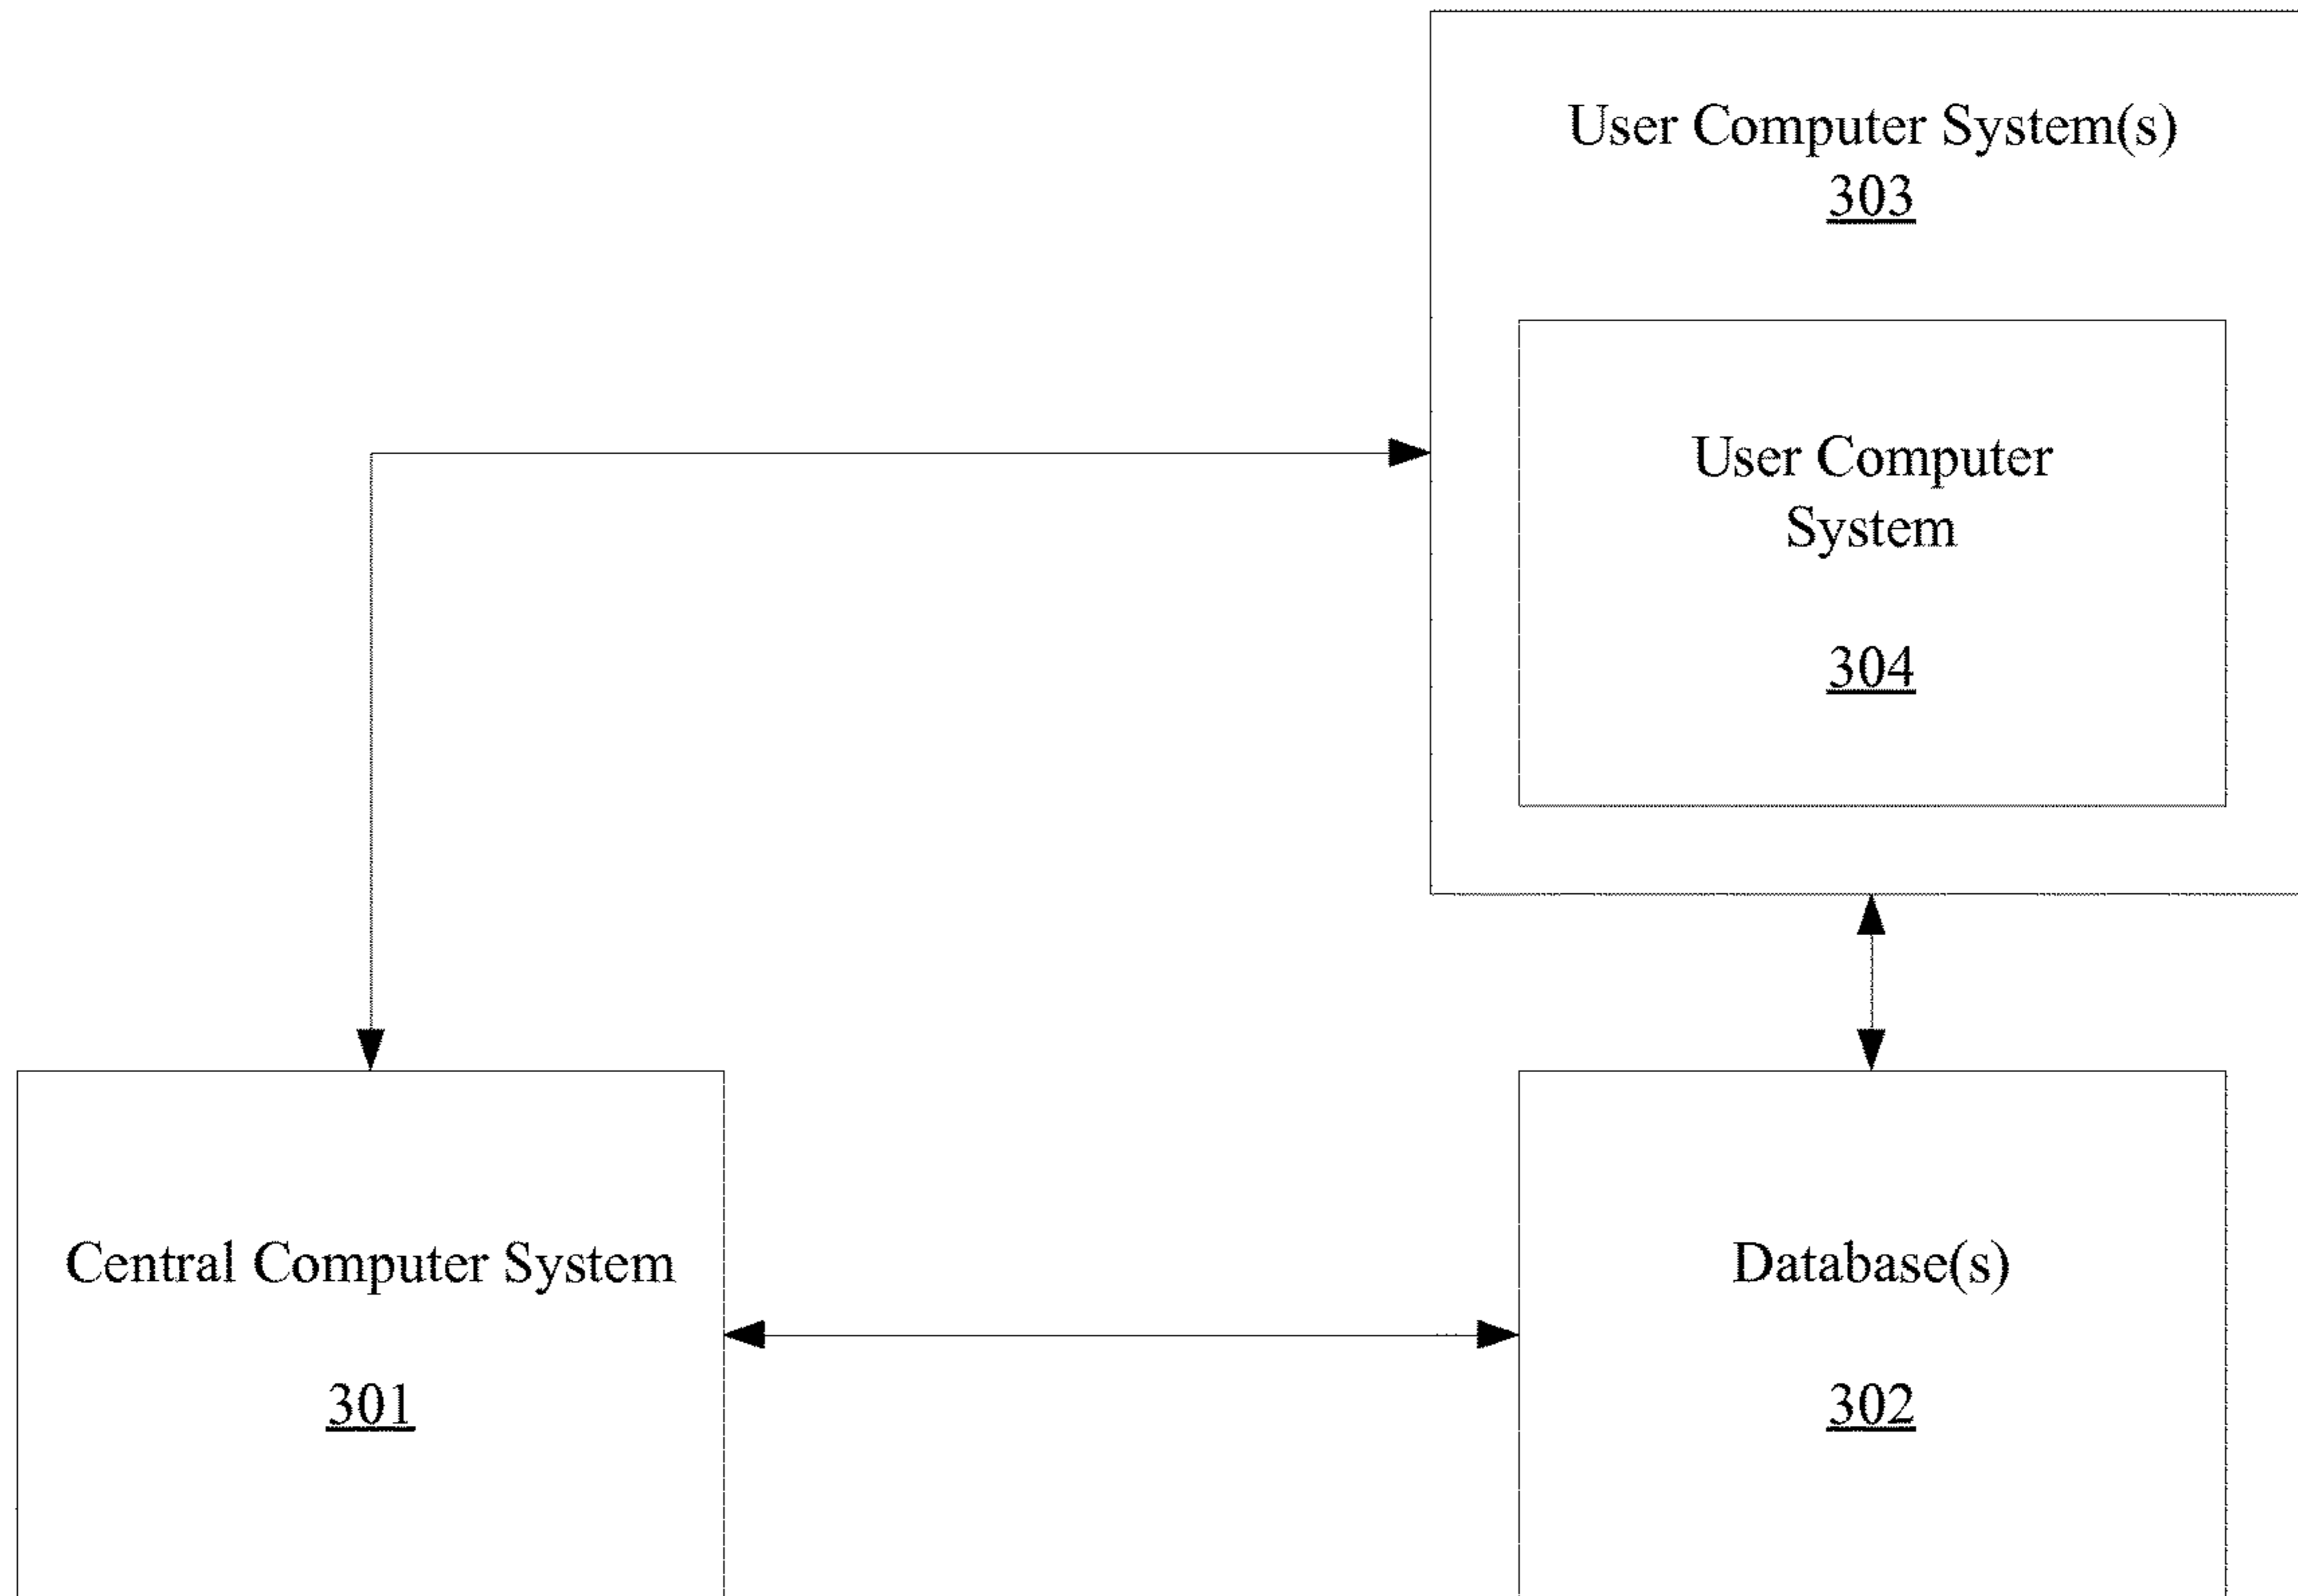 User Computer System(s)
303
User Computer
System
304
Central Computer System
301
Database(s)
302